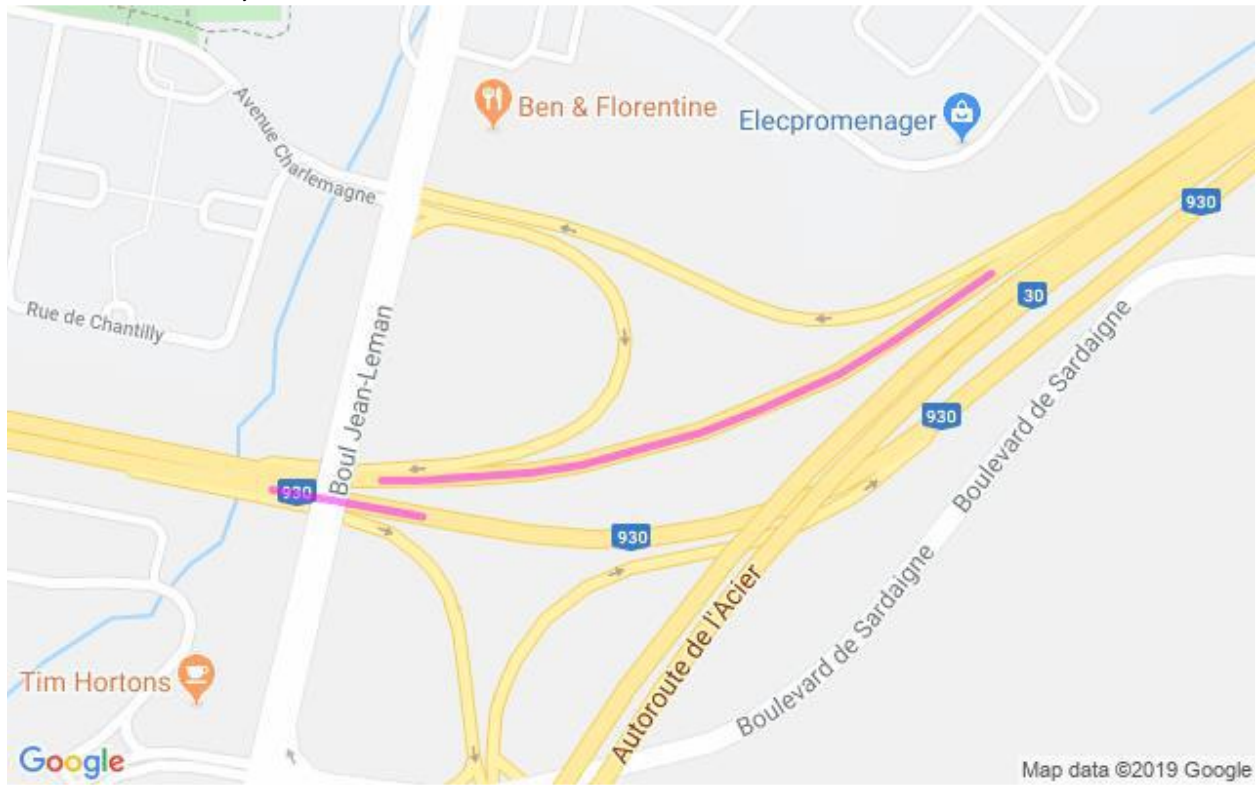 Ben & Florentine
Elecpromenager
Avenue Charlemagne
930
30
Rue de Chantilly
Boul Jean-Leman
Boulevard de Sardaigne
930
930
930
Boulevard de Sardaigne
Autoroute de l'Acier
Tim Hortons
Google
Map data ©2019 Google